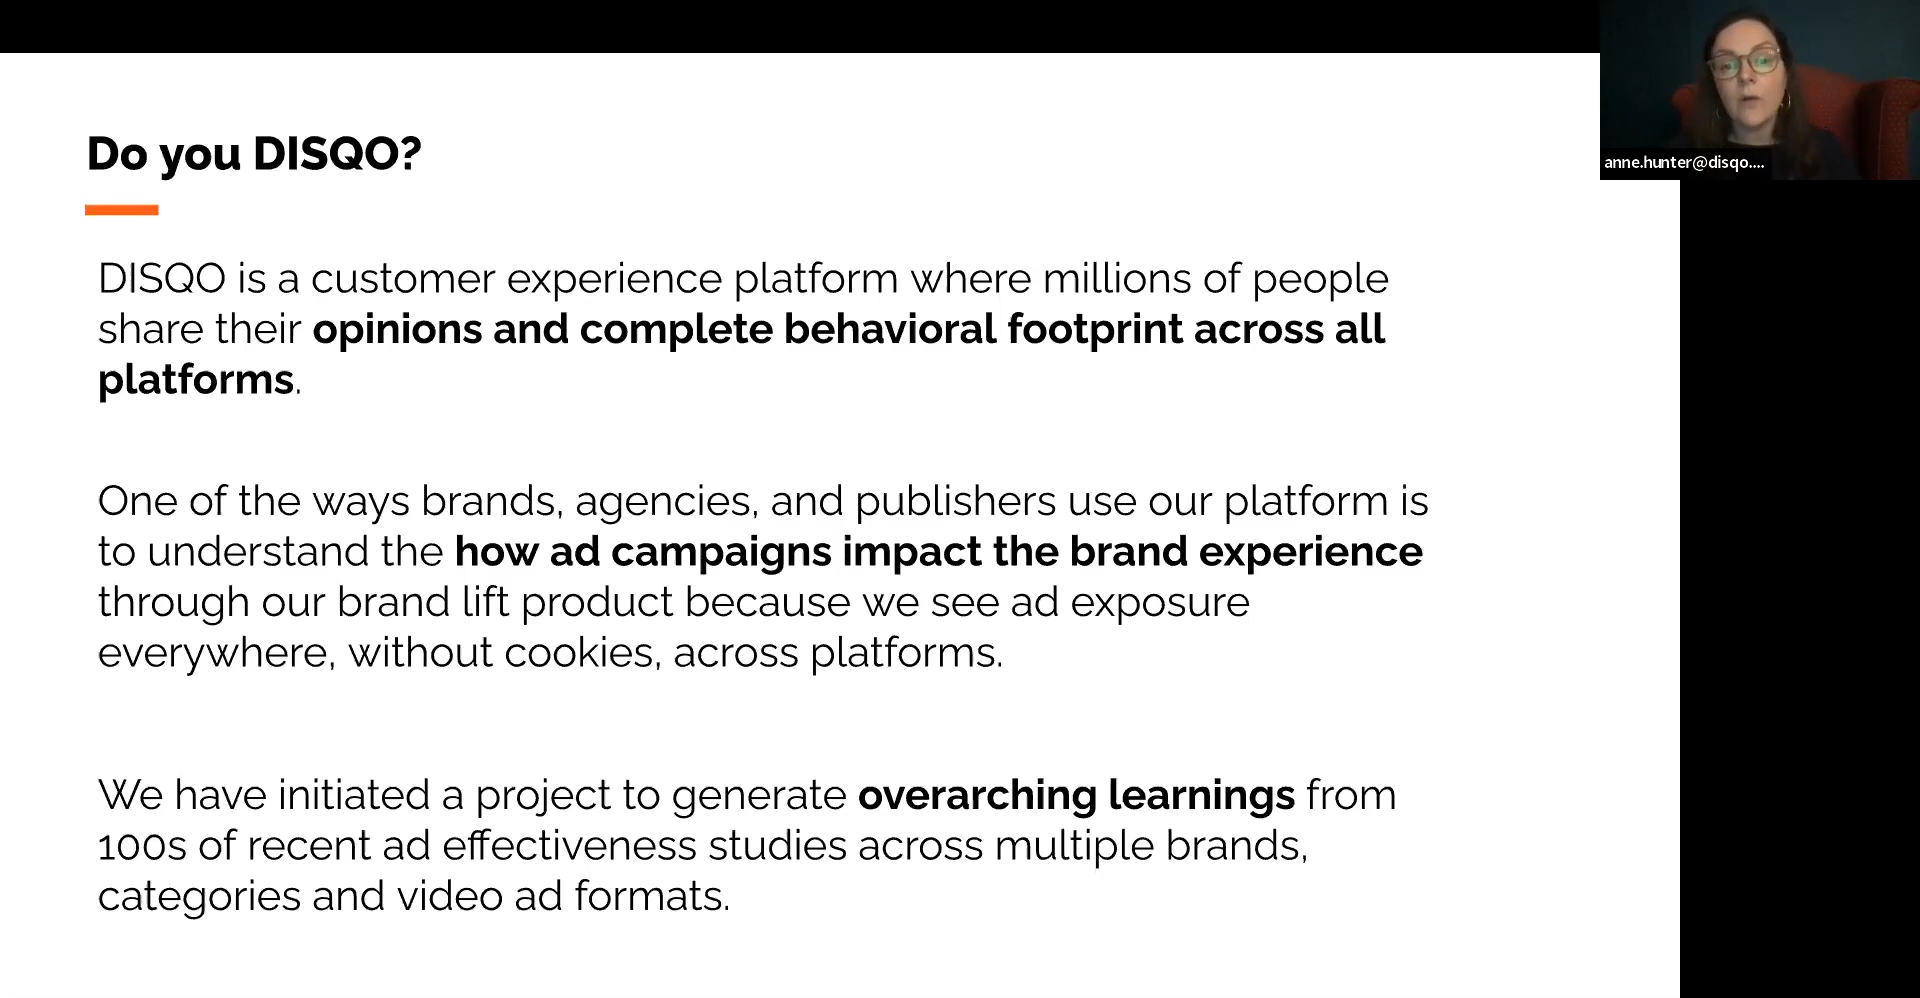 Do you DISQO?
anne.hunter@disqo....
DISQO is a customer experience platform where millions of people
share their opinions and complete behavioral footprint across all
platforms.
One of the ways brands, agencies, and publishers use our platform is
to understand the how ad campaigns impact the brand experience
through our brand lift product because we see ad exposure
everywhere, without cookies, across platforms.
We have initiated a project to generate overarching learnings from
100s of recent ad effectiveness studies across multiple brands,
categories and video ad formats.